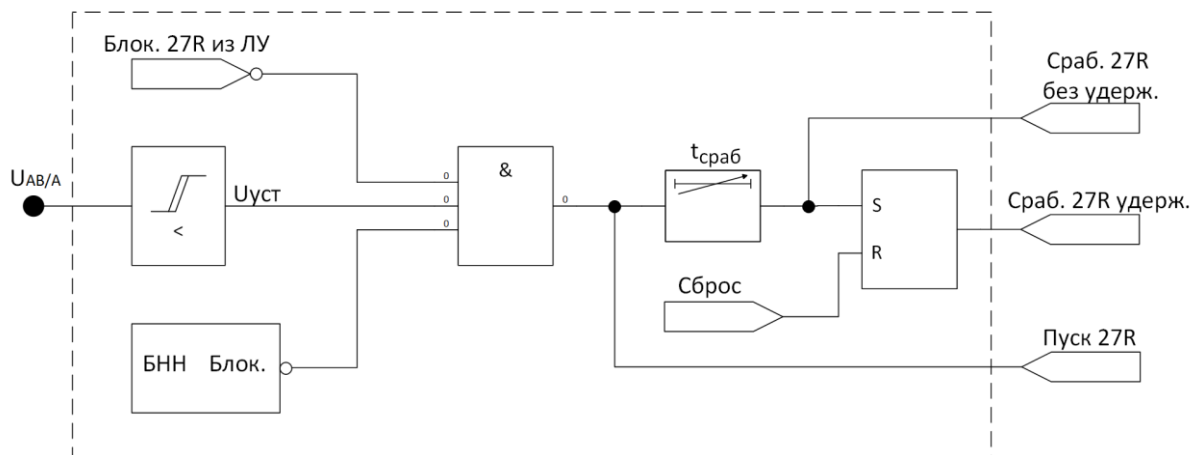 Блок. 27R из ЛУ
Сраб. 27R
без удерж.
UАВ/А
Uуст
<
0
0
0
&
0
tсраб
S
R
Сраб. 27R удерж.
Сброс
БНН Блок.
Пуск 27R